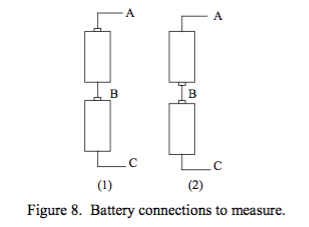 A A
B B
C C
(1) (2)
Figure 8. Battery connections to measure.